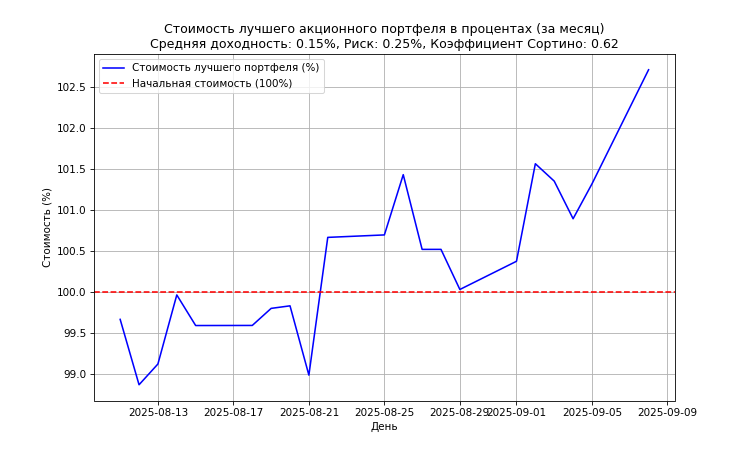 Стоимость лучшего акционного портфеля в процентах (за месяц)
Средняя доходность: 0.15%, Риск: 0.25%, Коэффициент Сортино: 0.62
Стоимость лучшего портфеля (%)
Начальная стоимость (100%)
Стоимость (%)
102.5
102.0
101.5
101.0
100.5
100.0
99.5
99.0
2025-08-13
2025-08-17
2025-08-21
2025-08-25
2025-08-29
2025-09-01
2025-09-05
2025-09-09
День